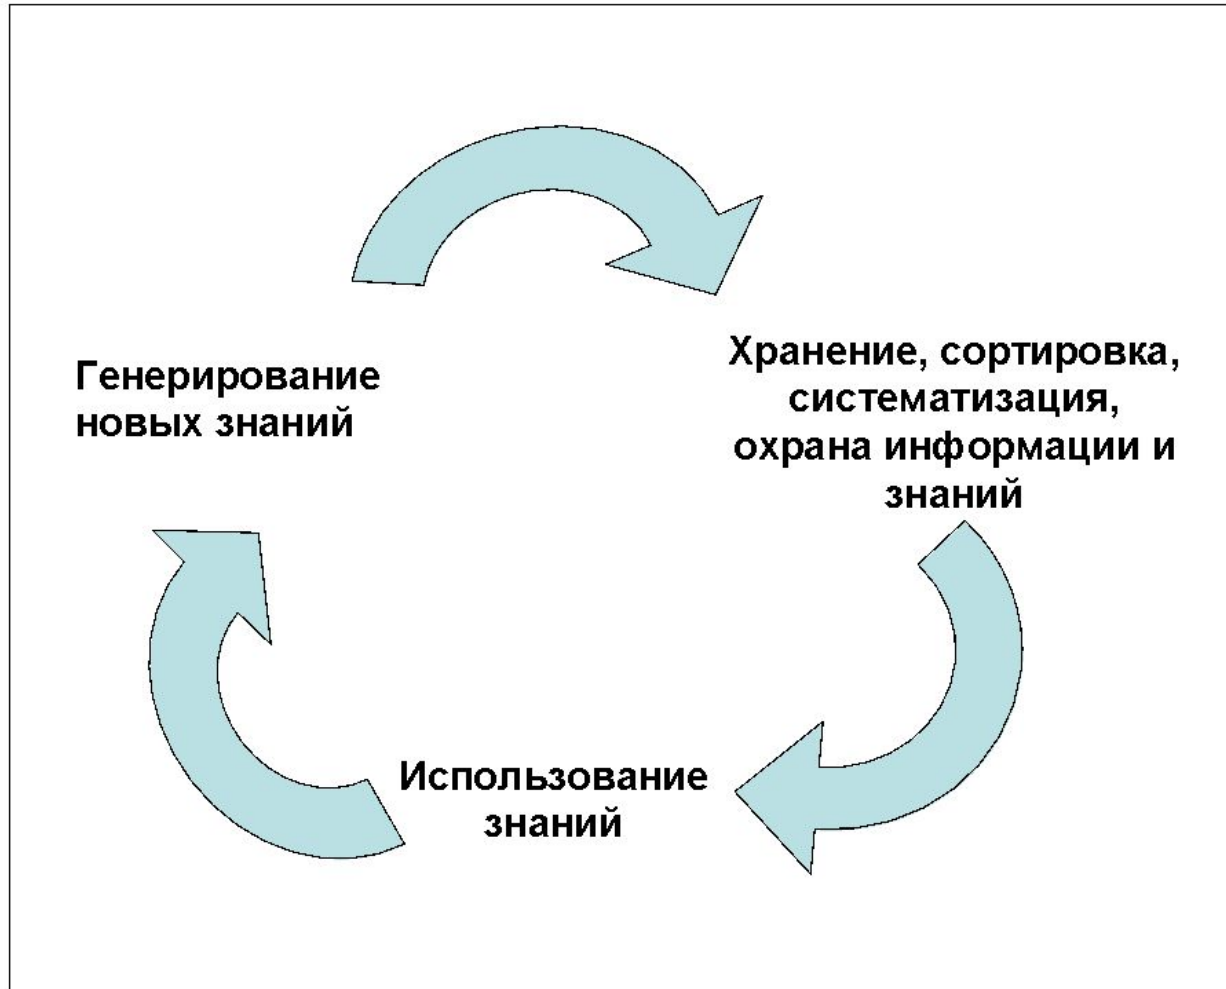 Генерирование
новых знаний
Хранение, сортировка,
систематизация,
охрана информации и
знаний
Использование
знаний